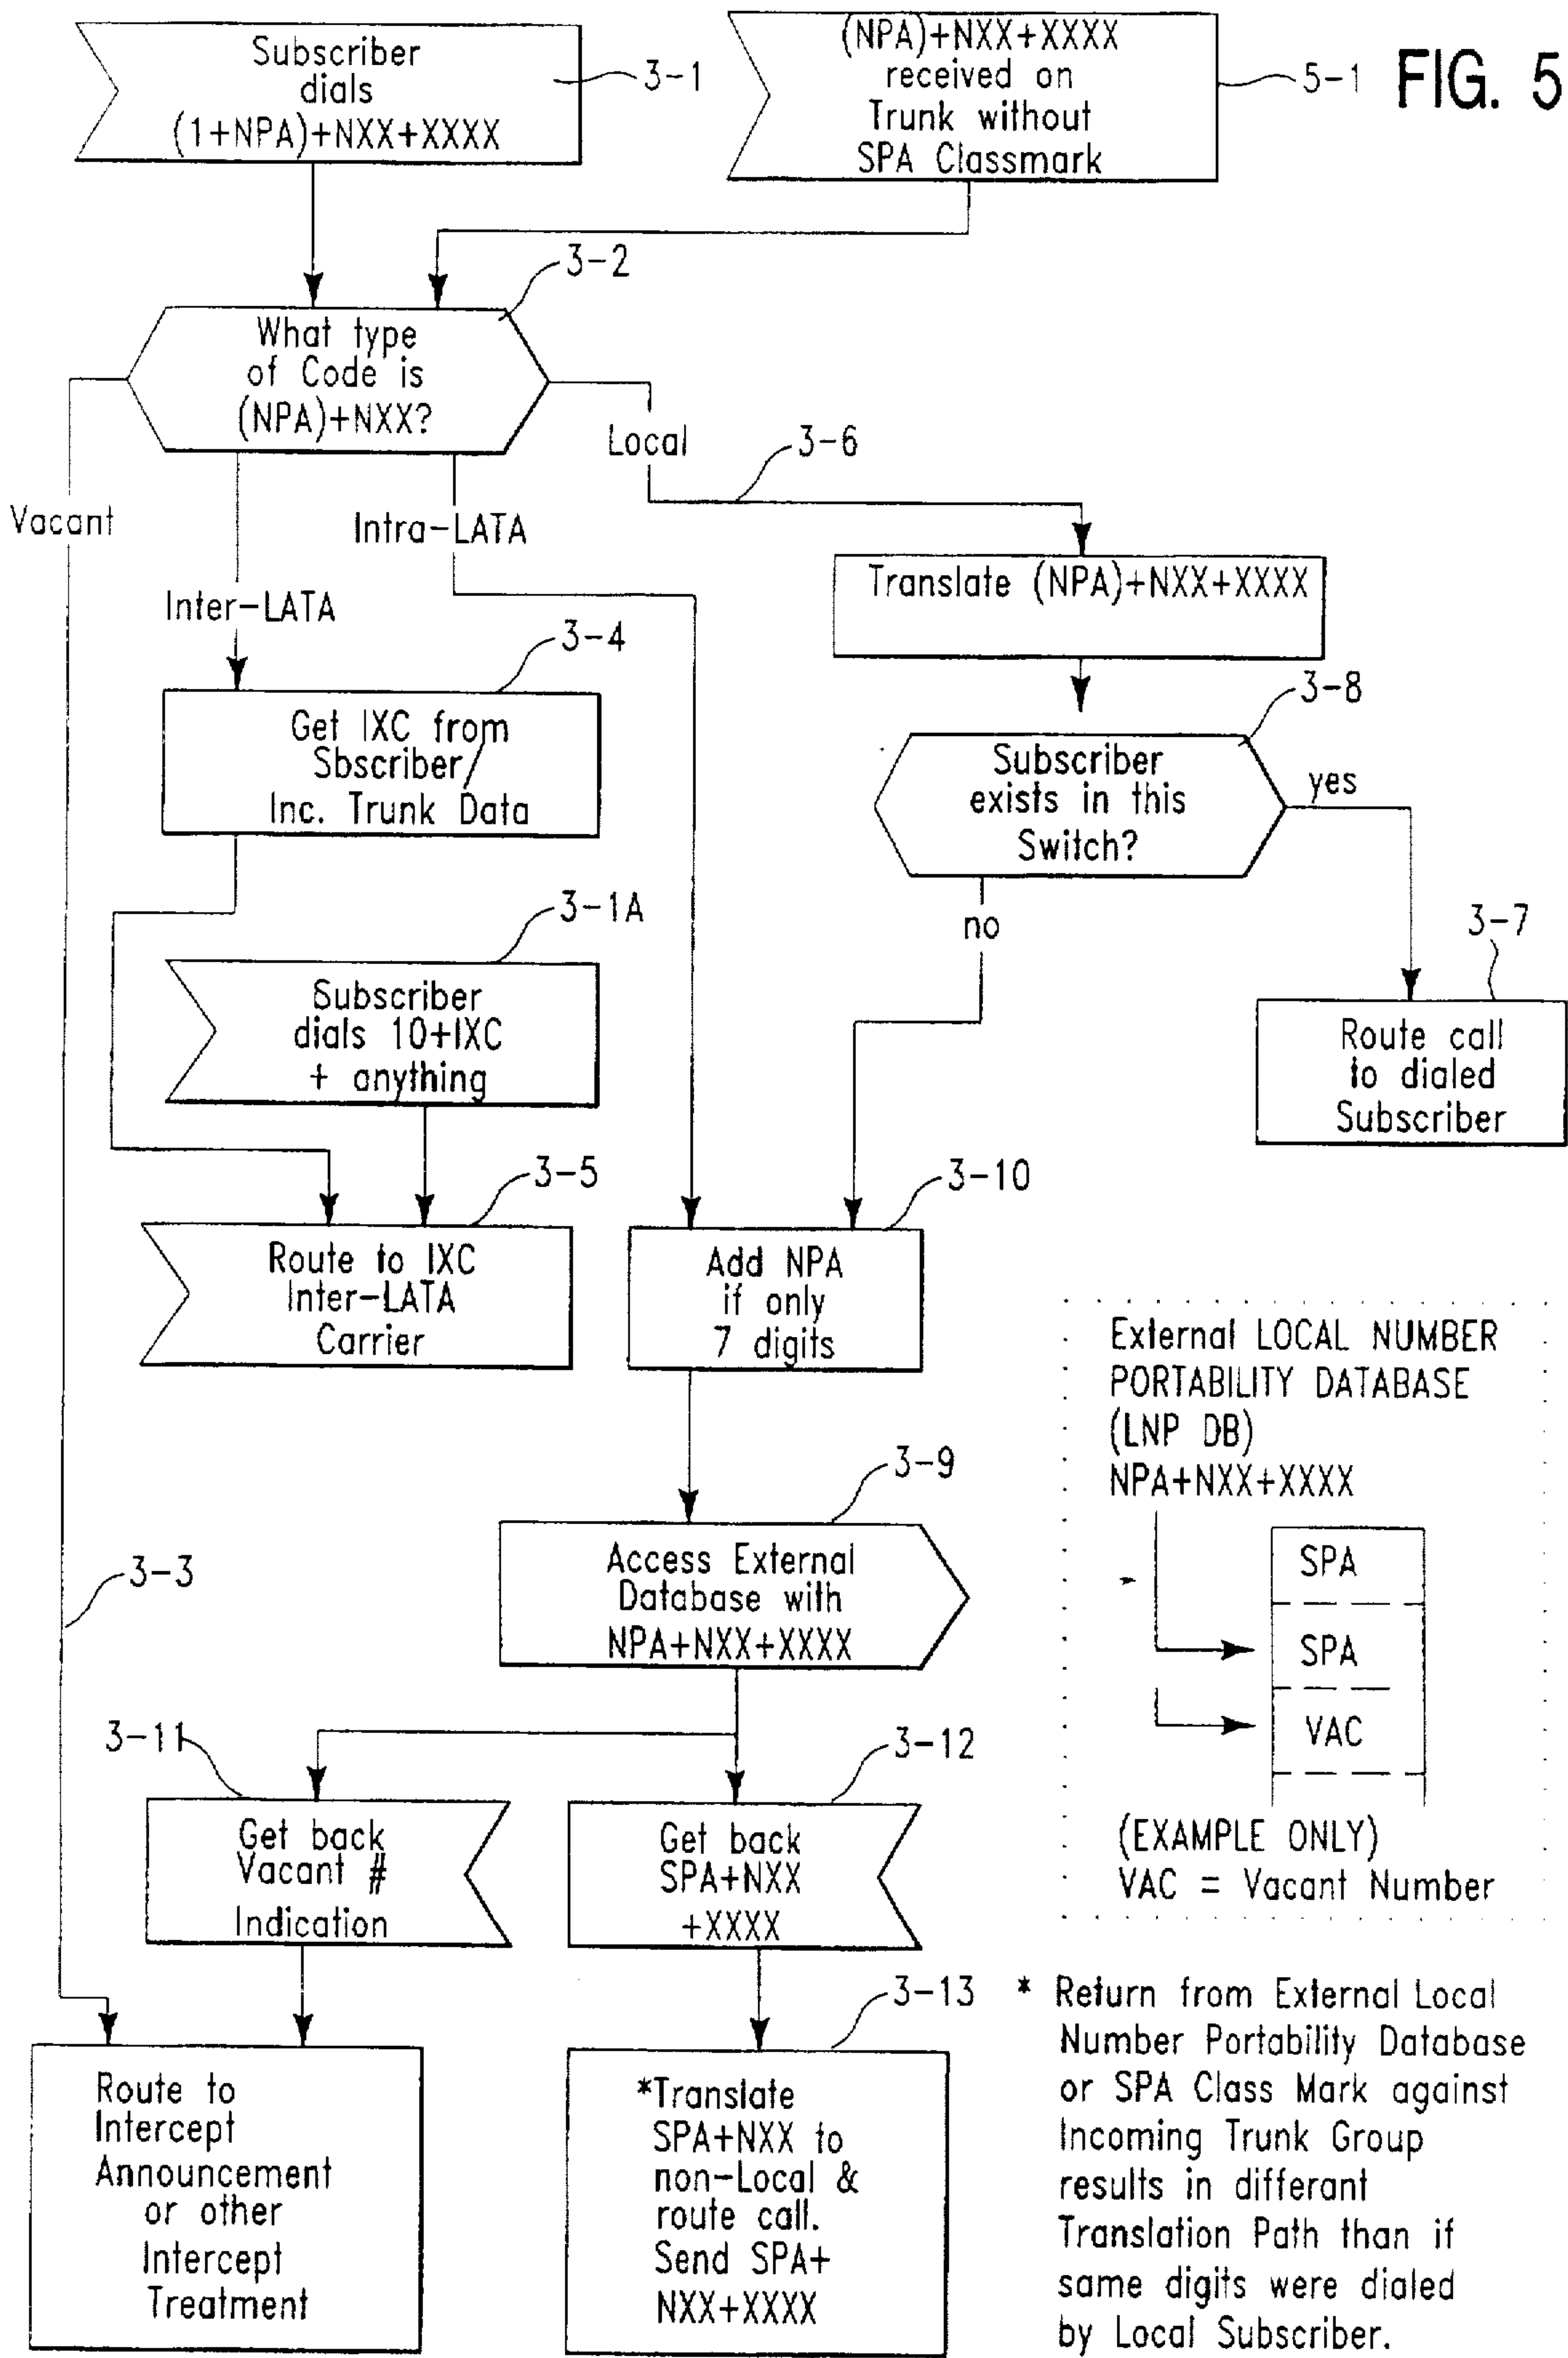 FIG. 5
Subscriber
dials
(1+NPA)+NXX+XXXX
3-1
(NPA)+NXX+XXXX
received on
Trunk without
SPA Classmark
5-1
3-2
What type
of Code is
(NPA)+NXX?
Vacant
Inter-LATA
Intra-LATA
Local
3-6
Translate (NPA)+NXX+XXXX
3-4
Get IXC from
Sbscriber/
Inc. Trunk Data
3-8
Subscriber
exists in this
Switch?
yes
no
3-7
Route call
to dialed
Subscriber
3-1A
Subscriber
dials 10+IXC
+ anything
3-5
Route to IXC
Inter-LATA
Carrier
3-10
Add NPA
if only
7 digits
External LOCAL NUMBER
PORTABILITY DATABASE
(LNP DB)
NPA+NXX+XXXX
SPA
SPA
VAC
(EXAMPLE ONLY)
VAC = Vacant Number
3-9
Access External
Database with
NPA+NXX+XXXX
3-3
3-11
Get back
Vacant #
Indication
3-12
Get back
SPA+NXX
+XXXX
Route to
Intercept
Announcement
or other
Intercept
Treatment
3-13
*Translate
SPA+NXX to
non-Local &
route call.
Send SPA+
NXX+XXXX
* Return from External Local
Number Portability Database
or SPA Class Mark against
Incoming Trunk Group
results in differant
Translation Path than if
same digits were dialed
by Local Subscriber.